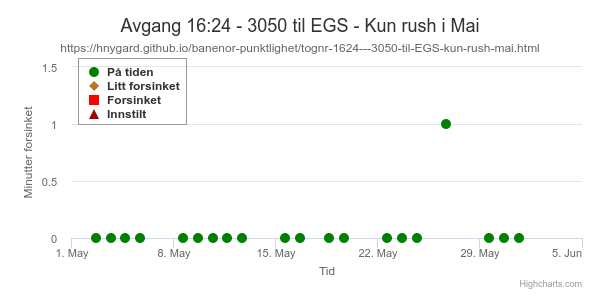 Avgang 16:24 - 3050 til EGS - Kun rush i Mai
https://hnygard.github.io/banenor-punktlighet/tognr-1624---3050-til-EGS-kun-rush-mai.html
På tiden
Litt forsinket
Forsinket
Innstilt
Minutter forsinket
1.5
1
0.5
0
1. May
8. May
15. May
22. May
29. May
5. Jun
Tid
Highcharts.com